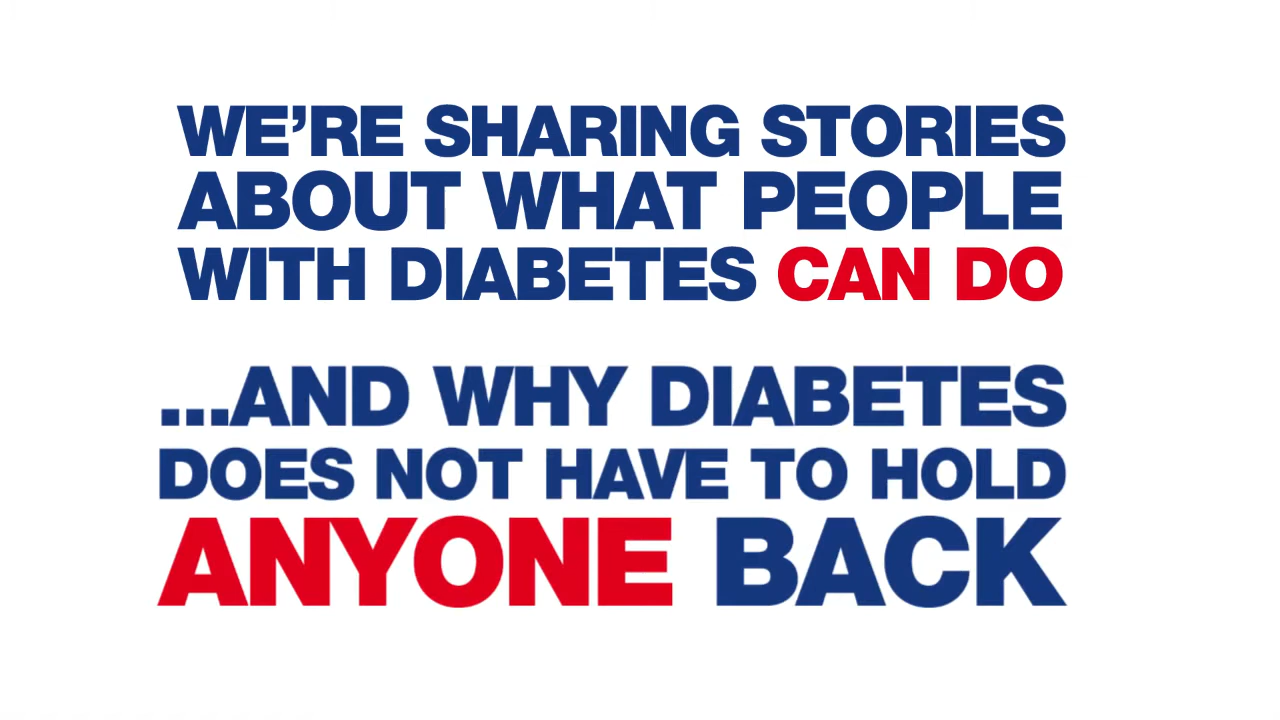 WE’RE SHARING STORIES
ABOUT WHAT PEOPLE
WITH DIABETES CAN DO
...AND WHY DIABETES
DOES NOT HAVE TO HOLD
ANYONE BACK